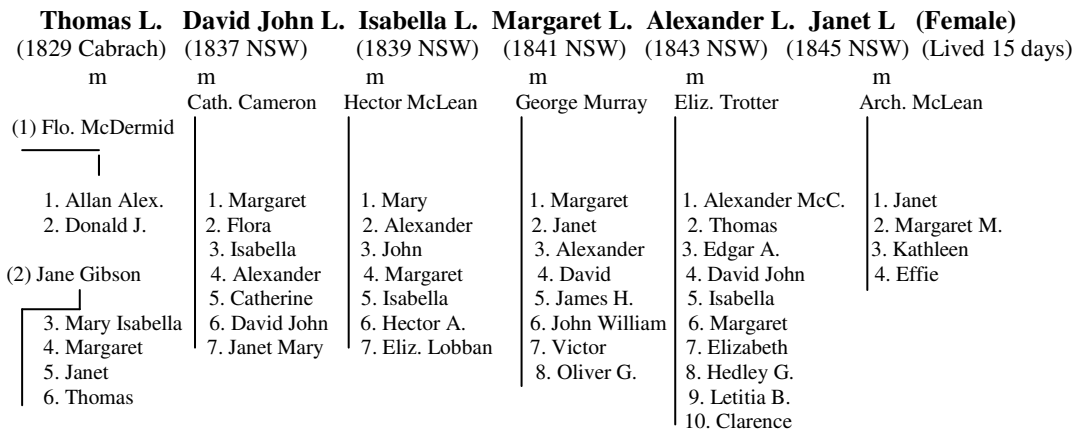 Thomas L. David John L. Isabella L. Margaret L. Alexander L. Janet L (Female)
(1829 Cabrach) (1837 NSW) (1839 NSW) (1841 NSW) (1843 NSW) (1845 NSW) (Lived 15 days)
m m m m m m
Cath. Cameron Hector McLean George Murray Eliz. Trotter Arch. McLean
(1) Flo. McDermid
1. Allan Alex. 1. Margaret 1. Mary 1. Margaret 1. Alexander McC. 1. Janet
2. Donald J. 2. Flora 2. Alexander 2. Janet 2. Thomas 2. Margaret M.
3. Isabella 3. John 3. Alexander 3. Edgar A. 3. Kathleen
(2) Jane Gibson 4. Alexander 4. Margaret 4. David 4. David John 4. Effie
5. Catherine 5. Isabella 5. James H. 5. Isabella
3. Mary Isabella 6. David John 6. Hector A. 6. John William 6. Margaret
4. Margaret 7. Janet Mary 7. Eliz. Lobban 7. Victor 7. Elizabeth
5. Janet 8. Oliver G. 8. Hedley G.
6. Thomas 9. Letitia B.
10. Clarence